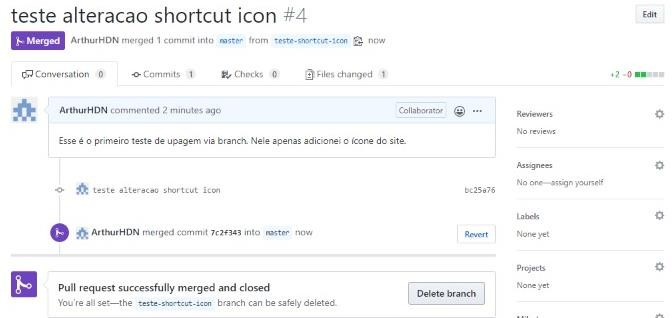 teste alteracao shortcut icon #4
Edit
Merged ArthurHDN merged 1 commit into master from teste-shortcut-icon now
Conversation 0 Commits 1 Checks 0 Files changed 1 +2 −0
ArthurHDN commented 2 minutes ago Collaborator
Esse é o primeiro teste de upagem via branch. Nele apenas adicionei o ícone do site.
teste alteracao shortcut icon bc25a76
ArthurHDN merged commit 7c2f343 into master now Revert
Pull request successfully merged and closed
You're all set—the teste-shortcut-icon branch can be safely deleted.
Delete branch
Reviewers
No reviews
Assignees
No one—assign yourself
Labels
None yet
Projects
None yet